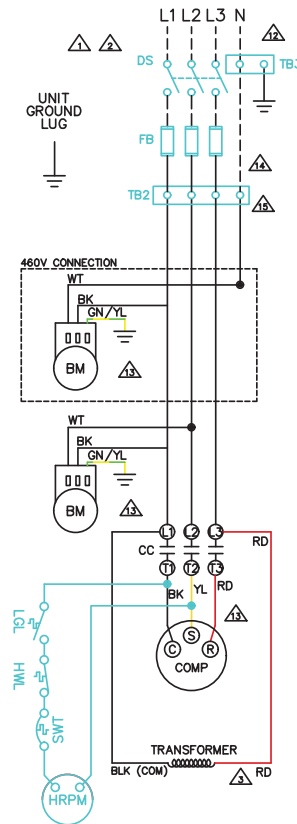 L1 L2 L3 N
1 2
12
DS
TB3
UNIT
GROUND
LUG
FB
14
TB2
15
460V CONNECTION
WT
BK
GN/YL
BM
13
WT
BK
GN/YL
BM
13
L1 L2 L3
RD
CC
T1 T2 T3
BK YL RD
LGL
S
13
C R
COMP
HWL
SWT
TRANSFORMER
BLK (COM)
3
RD
HRPM